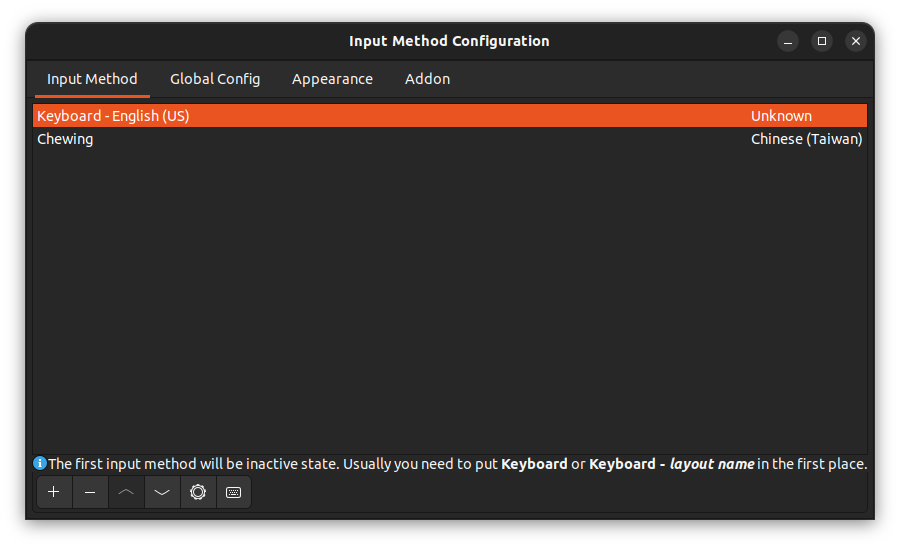 Input Method Configuration
Input Method Global Config Appearance Addon
Keyboard - English (US) Unknown
Chewing Chinese (Taiwan)
The first input method will be inactive state. Usually you need to put Keyboard or Keyboard - layout name in the first place.